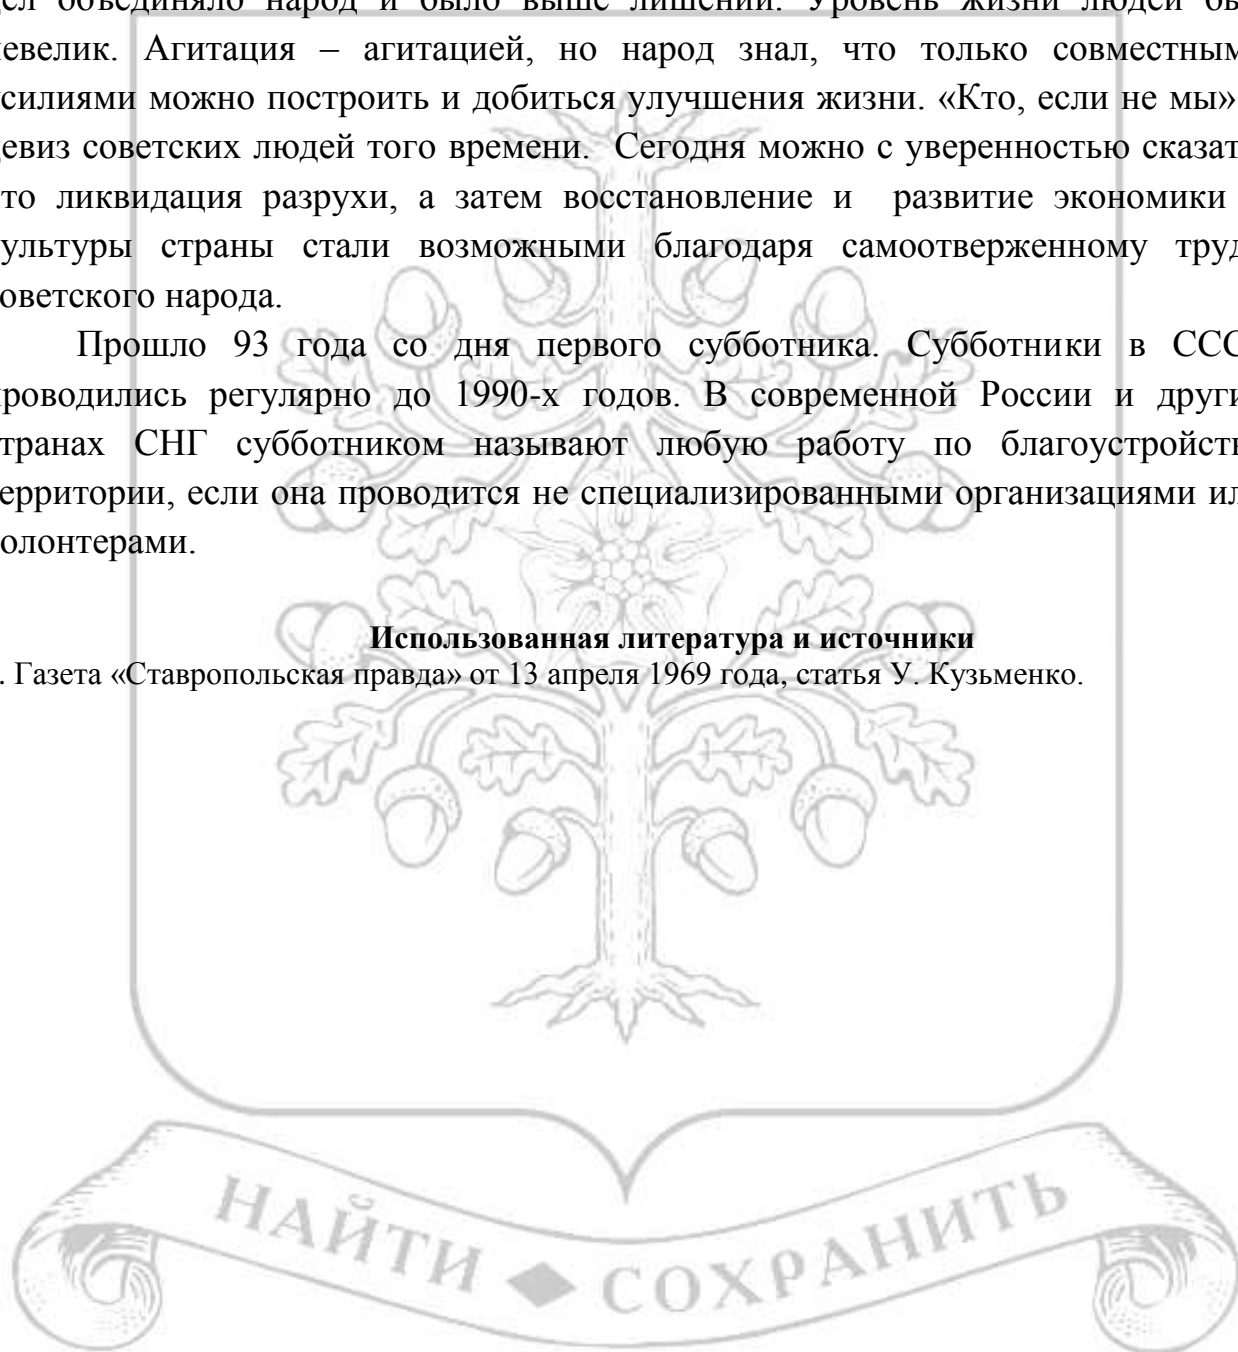 дел объединяло народ и было выше лишений. Уровень жизни людей бы
евелик. Агитация – агитацией, но народ знал, что только совместным
силиями можно построить и добиться улучшения жизни. «Кто, если не мы»
девиз советских людей того времени. Сегодня можно с уверенностью сказат
то ликвидация разрухи, а затем восстановление и развитие экономики
ультуры страны стали возможными благодаря самоотверженному труд
оветского народа.
Прошло 93 года со дня первого субботника. Субботники в ССС
роводились регулярно до 1990-х годов. В современной России и други
транах СНГ субботником называют любую работу по благоустройств
ерритории, если она проводится не специализированными организациями ил
олонтерами.
Использованная литература и источники
. Газета «Ставропольская правда» от 13 апреля 1969 года, статья У. Кузьменко.
НАЙТИ ◆ СОХРАНИТЬ